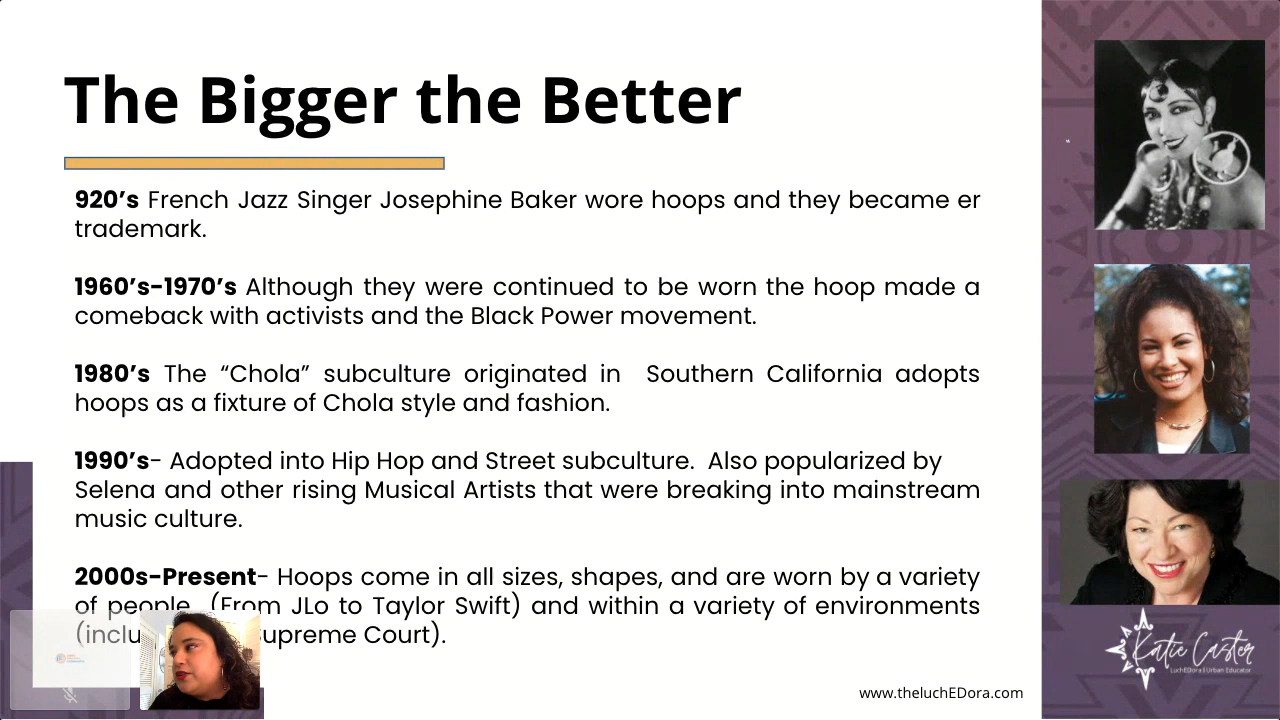 The Bigger the Better
920’s French Jazz Singer Josephine Baker wore hoops and they became er
trademark.
1960’s-1970’s Although they were continued to be worn the hoop made a
comeback with activists and the Black Power movement.
1980’s The “Chola” subculture originated in Southern California adopts
hoops as a fixture of Chola style and fashion.
1990’s- Adopted into Hip Hop and Street subculture. Also popularized by
Selena and other rising Musical Artists that were breaking into mainstream
music culture.
2000s-Present- Hoops come in all sizes, shapes, and are worn by a variety
of people (From JLo to Taylor Swift) and within a variety of environments
(inclu upreme Court).
Katie Caster
LuchEDora | Urban Educator
www.theluchEDora.com